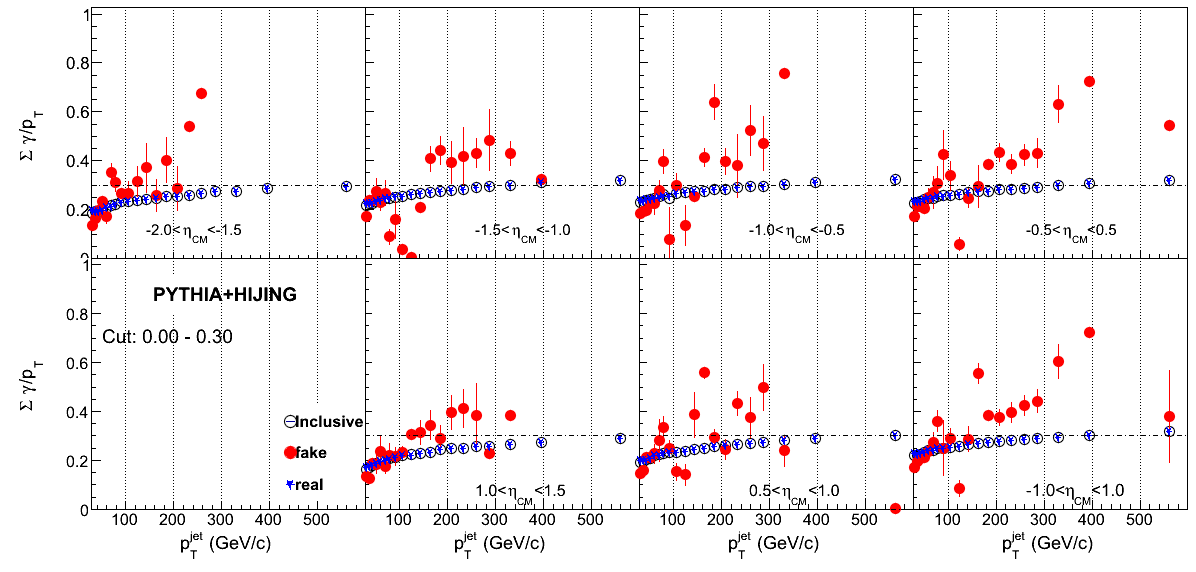 1
0.8
0.6
0.4
0.2
0
Σ γ/p_T
-2.0<η_CM<-1.5
-1.5<η_CM<-1.0
-1.0<η_CM<-0.5
-0.5<η_CM<0.5
1
0.8
0.6
0.4
0.2
0
Σ γ/p_T
PYTHIA+HIJING
Cut: 0.00 - 0.30
Inclusive
fake
real
1.0<η_CM<1.5
0.5<η_CM<1.0
-1.0<η_CM<1.0
100 200 300 400 500
100 200 300 400 500
100 200 300 400 500
100 200 300 400 500
p_T^jet (GeV/c)
p_T^jet (GeV/c)
p_T^jet (GeV/c)
p_T^jet (GeV/c)